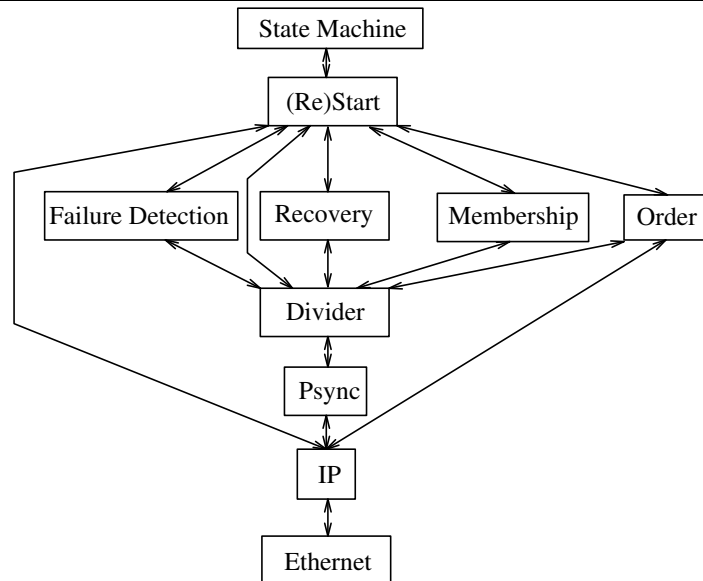 State Machine
(Re)Start
Failure Detection
Recovery
Membership
Order
Divider
Psync
IP
Ethernet